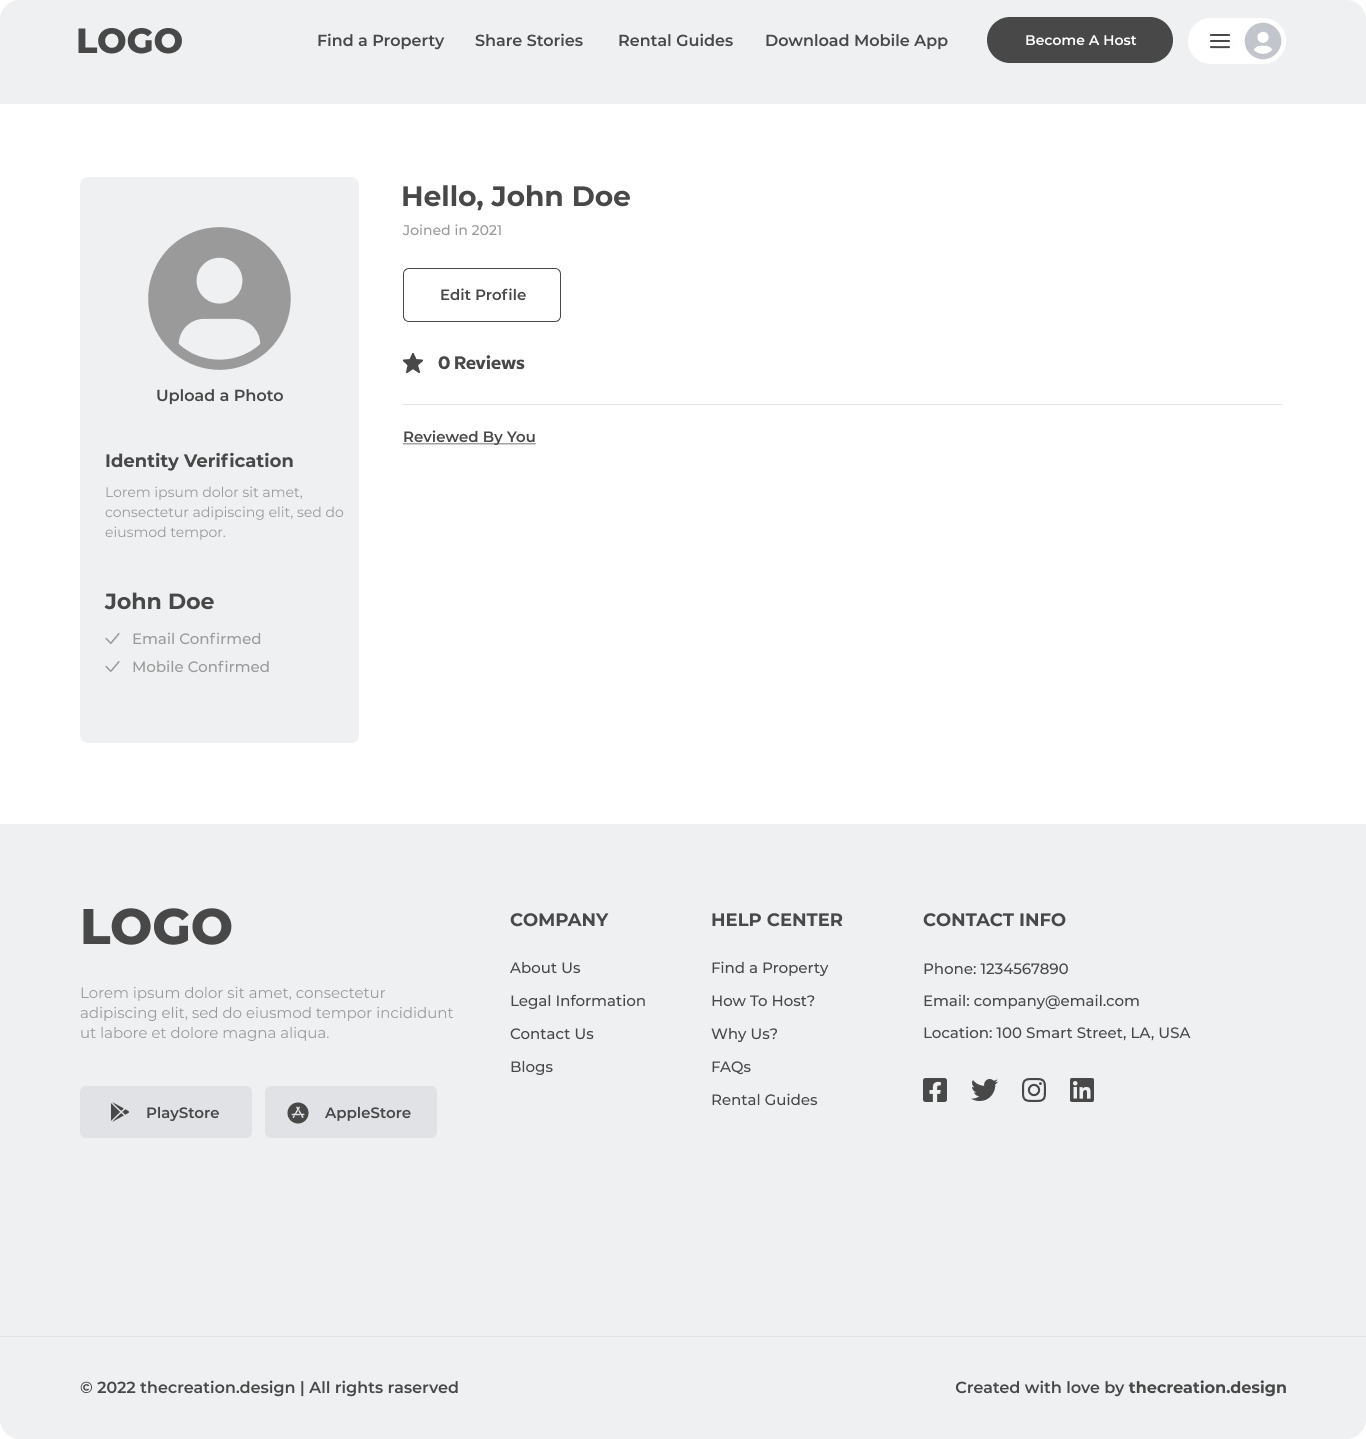 LOGO
Find a Property
Share Stories
Rental Guides
Download Mobile App
Become A Host
Upload a Photo
Identity Verification
Lorem ipsum dolor sit amet,
consectetur adipiscing elit, sed do
eiusmod tempor.
John Doe
Email Confirmed
Mobile Confirmed
Hello, John Doe
Joined in 2021
Edit Profile
0 Reviews
Reviewed By You
LOGO
Lorem ipsum dolor sit amet, consectetur
adipiscing elit, sed do eiusmod tempor incididunt
ut labore et dolore magna aliqua.
PlayStore
AppleStore
COMPANY
About Us
Legal Information
Contact Us
Blogs
HELP CENTER
Find a Property
How To Host?
Why Us?
FAQs
Rental Guides
CONTACT INFO
Phone: 1234567890
Email: company@email.com
Location: 100 Smart Street, LA, USA
© 2022 thecreation.design | All rights raserved
Created with love by thecreation.design